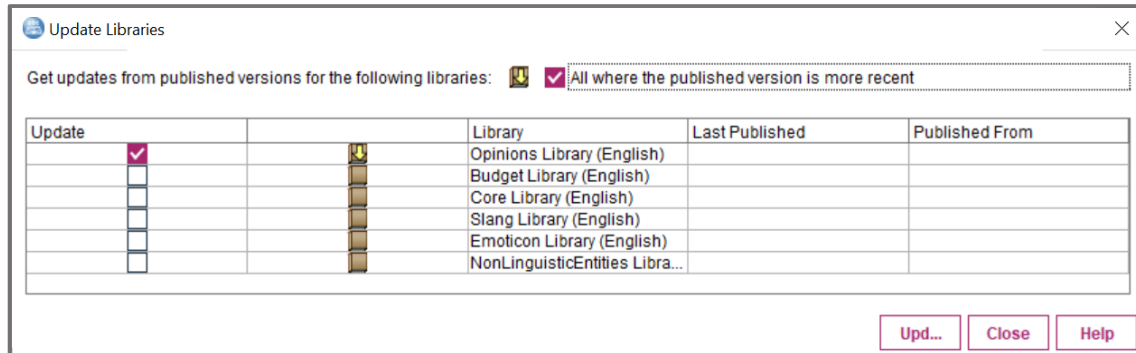 Update Libraries
Get updates from published versions for the following libraries: All where the published version is more recent
Update Library Last Published Published From
Opinions Library (English)
Budget Library (English)
Core Library (English)
Slang Library (English)
Emoticon Library (English)
NonLinguisticEntities Libra...
Upd... Close Help